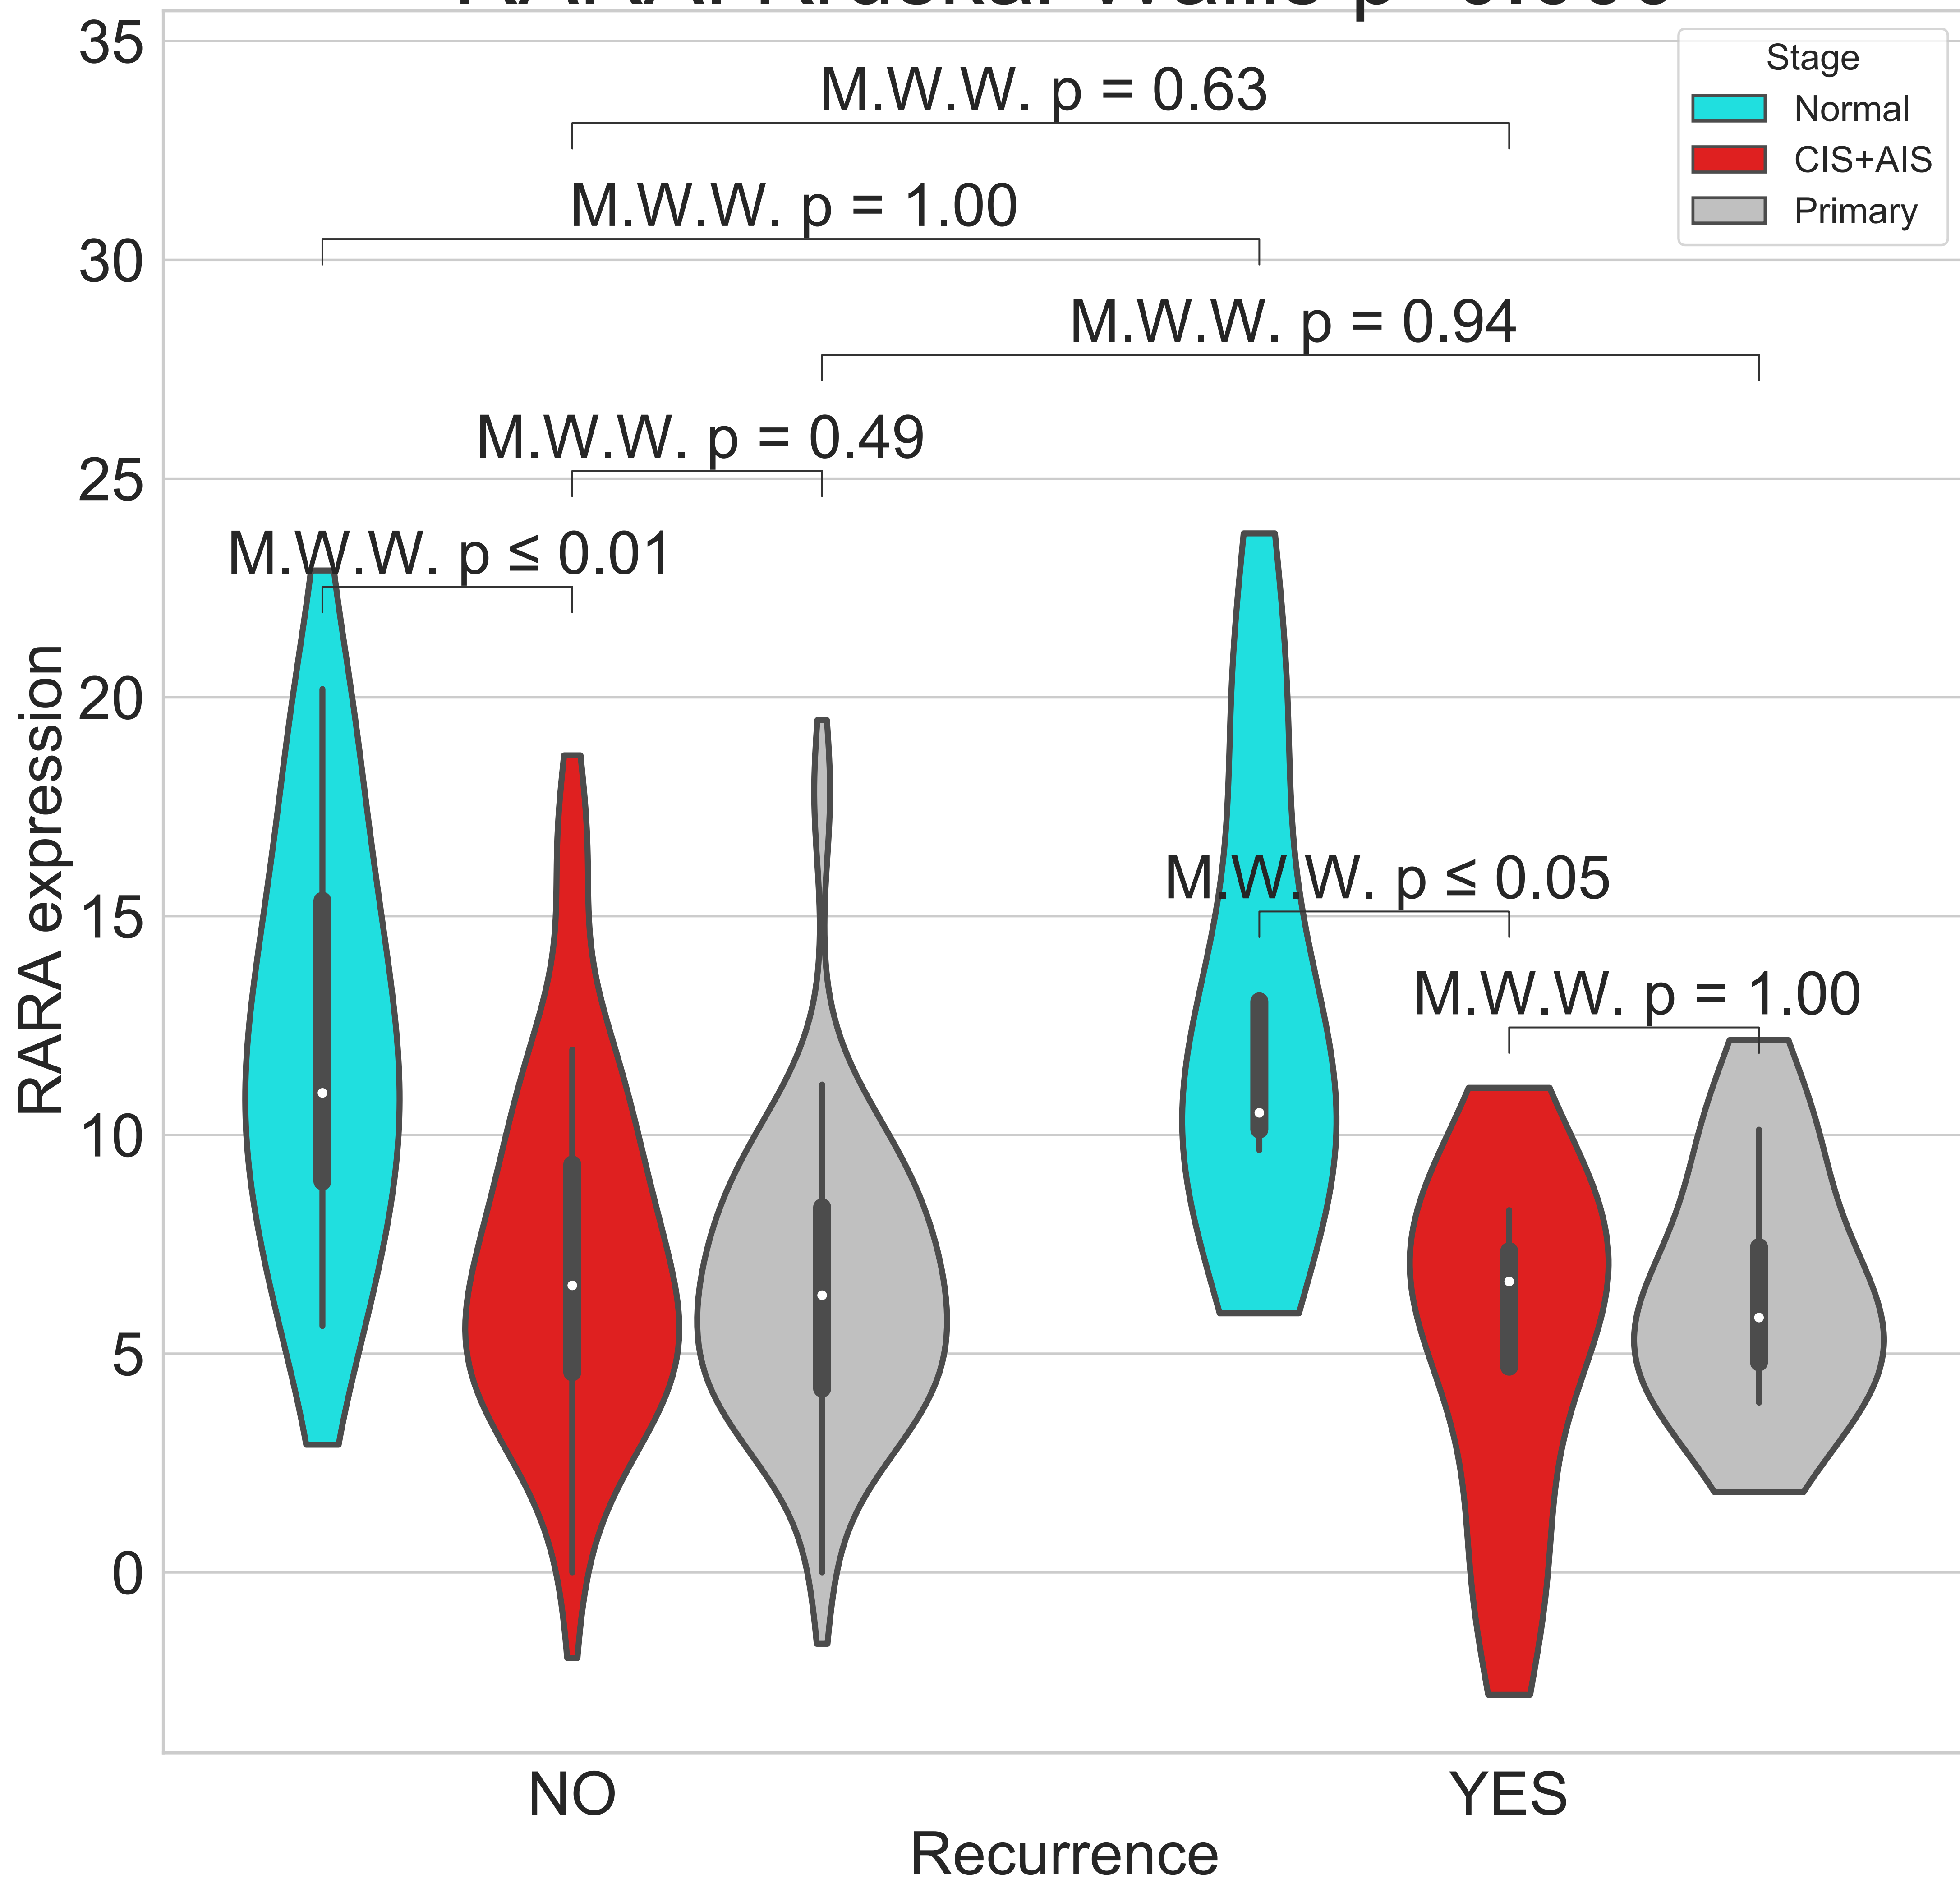 35
Stage
Normal
CIS+AIS
Primary
M.W.W. p = 0.63
M.W.W. p = 1.00
30
M.W.W. p = 0.94
M.W.W. p = 0.49
25
M.W.W. p ≤ 0.01
20
M.W.W. p ≤ 0.05
15
M.W.W. p = 1.00
10
5
0
RARA expression
NO
YES
Recurrence